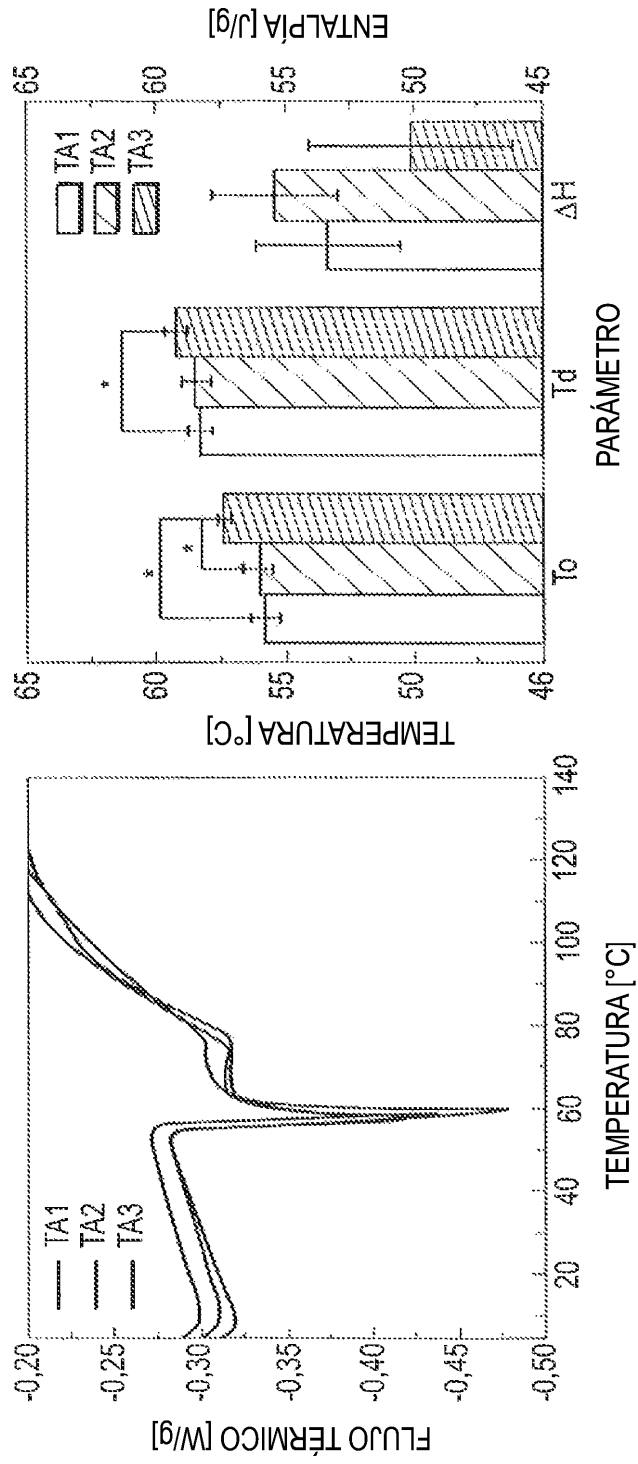 FLUJO TÉRMICO [W/g]
-0,20
-0,25
-0,30
-0,35
-0,40
-0,45
-0,50
TA1
TA2
TA3
20 40 60 80 100 120 140
TEMPERATURA [°C]
TEMPERATURA [°C]
65
60
55
50
46
* * *
TA1
TA2
TA3
To Td ΔH
PARÁMETRO
65
60
55
50
45
ENTALPÍA [J/g]